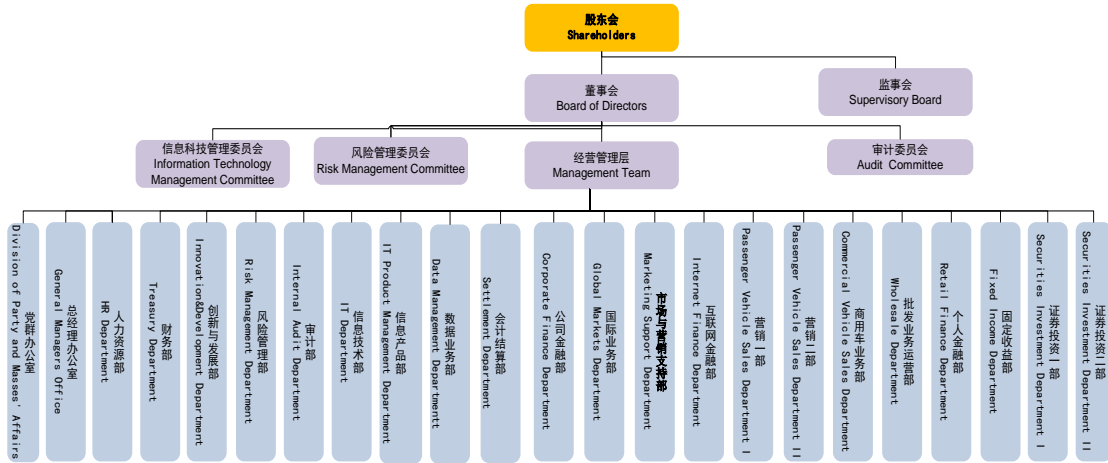 股东会
Shareholders
董事会
Board of Directors
监事会
Supervisory Board
信息科技管理委员会
Information Technology
Management Committee
风险管理委员会
Risk Management Committee
经营管理层
Management Team
审计委员会
Audit Committee
党群办公室
Division of Party and Masses' Affairs
总经理办公室
General Managers Office
人力资源部
HR Department
财务部
Treasury Department
创新与发展部
Innovation&Development Department
风险管理部
Risk Management Department
审计部
Internal Audit Department
信息技术部
IT Department
信息产品部
IT Product Management Department
数据业务部
Data Management Departmentt
会计结算部
Settlement Department
公司金融部
Corporate Finance Department
国际业务部
Global Markets Department
市场与营销支持部
Marketing Support Department
互联网金融部
Internet Finance Department
营销一部
Passenger Vehicle Sales Department I
营销二部
Passenger Vehicle Sales Department II
商用车业务部
Commercial Vehicle Sales Department
批发业务运营部
Wholesale Department
个人金融部
Retail Finance Department
固定收益部
Fixed Income Department
证券投资一部
Securities Investment Department I
证券投资二部
Securities Investment Department II